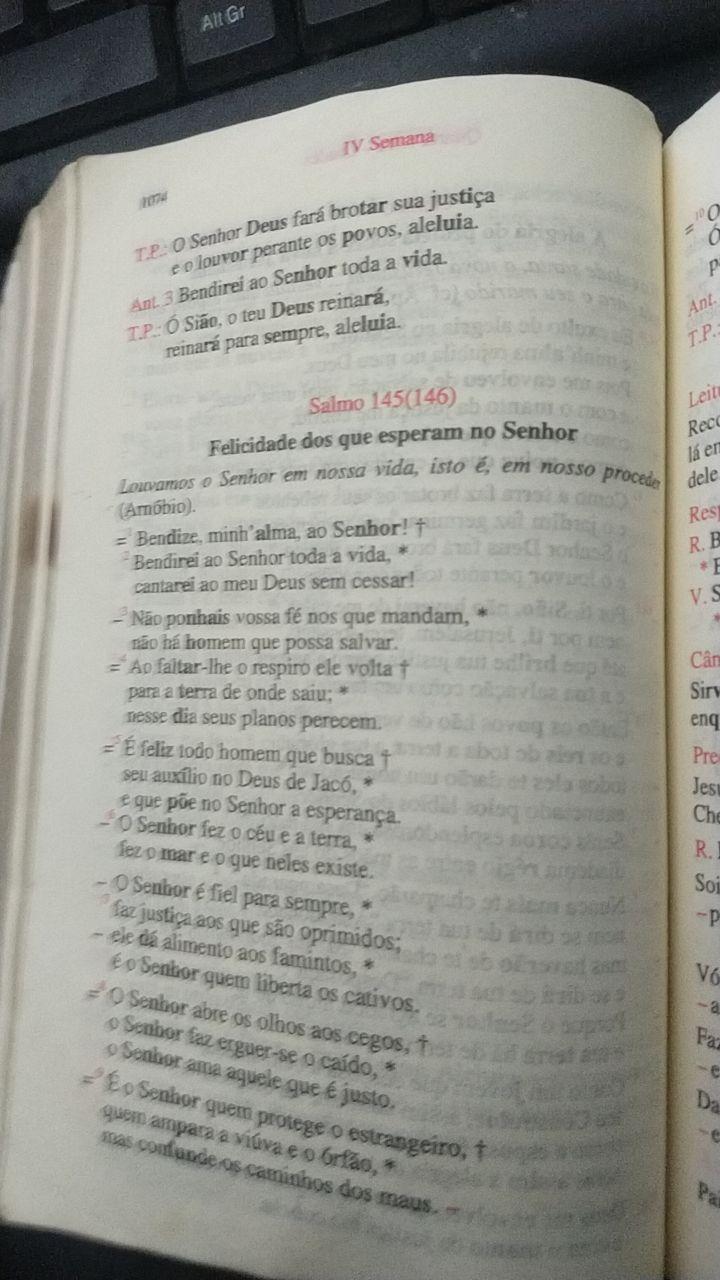 Alt Gr
IV Semana
1074
T.P.: O Senhor Deus fará brotar sua justiça
e o louvor perante os povos, aleluia.
Ant. 3 Bendirei ao Senhor toda a vida.
T.P.: Ó Sião, o teu Deus reinará,
reinará para sempre, aleluia.
Salmo 145(146)
Felicidade dos que esperam no Senhor
Louvamos o Senhor em nossa vida, isto é, em nosso proceder
(Arnóbio).
= ¹ Bendize, minh'alma, ao Senhor! †
² Bendirei ao Senhor toda a vida, *
cantarei ao meu Deus sem cessar!
– ³ Não ponhais vossa fé nos que mandam, *
não há homem que possa salvar.
= ⁴ Ao faltar-lhe o respiro ele volta †
para a terra de onde saiu; *
nesse dia seus planos perecem.
= ⁵ É feliz todo homem que busca †
seu auxílio no Deus de Jacó, *
e que põe no Senhor a esperança.
– ⁶ O Senhor fez o céu e a terra, *
fez o mar e o que neles existe.
– O Senhor é fiel para sempre, *
⁷ faz justiça aos que são oprimidos;
– ele dá alimento aos famintos, *
é o Senhor quem liberta os cativos.
= ⁸ O Senhor abre os olhos aos cegos, †
o Senhor faz erguer-se o caído, *
o Senhor ama aquele que é justo.
= ⁹ É o Senhor quem protege o estrangeiro, †
quem ampara a viúva e o órfão, *
mas confunde os caminhos dos maus. –
= ¹⁰ O
Ó
p
Ant.
T.P.:
Leitu
Reco
lá em
dele
Resp
R. B
* E
V. S
*
Cân
Sirv
enq
Prec
Jesu
Che
R.
Soi
– p
Vó
– a
Faz
– e
Da
– e
Pai